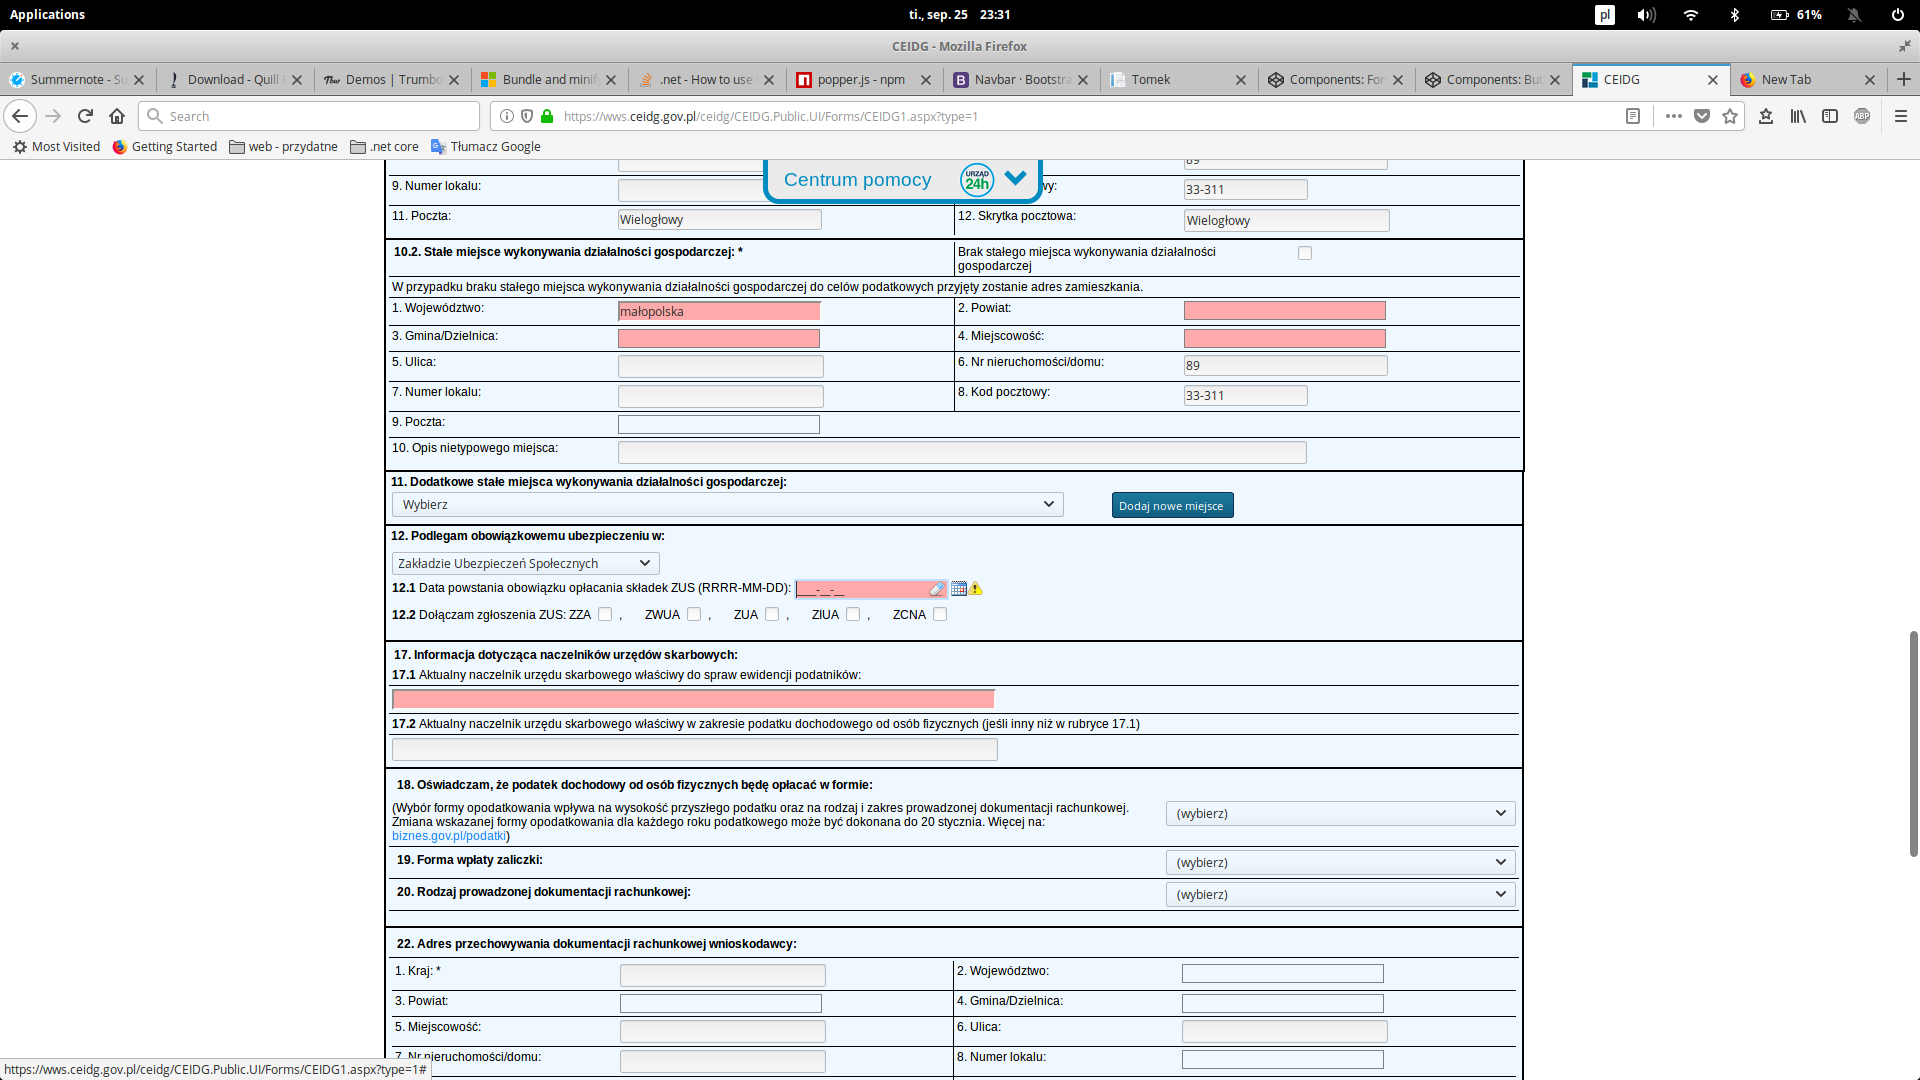 Applications
ti., sep. 25 23:31
pl
61%
CEIDG - Mozilla Firefox
Summernote - Su
Download - Quill
Demos | Trumbo
Bundle and minif
.net - How to use
popper.js - npm
Navbar · Bootstra
Tomek
Components: For
Components: But
CEIDG
New Tab
Search
https://wws.ceidg.gov.pl/ceidg/CEIDG.Public.UI/Forms/CEIDG1.aspx?type=1
ABP
Most Visited
Getting Started
web - przydatne
.net core
Tłumacz Google
Centrum pomocy
URZĄD
24h
89
9. Numer lokalu:
wy:
33-311
11. Poczta:
Wielogłowy
12. Skrytka pocztowa:
Wielogłowy
10.2. Stałe miejsce wykonywania działalności gospodarczej: *
Brak stałego miejsca wykonywania działalności
gospodarczej
W przypadku braku stałego miejsca wykonywania działalności gospodarczej do celów podatkowych przyjęty zostanie adres zamieszkania.
1. Województwo:
małopolska
2. Powiat:
3. Gmina/Dzielnica:
4. Miejscowość:
5. Ulica:
6. Nr nieruchomości/domu:
89
7. Numer lokalu:
8. Kod pocztowy:
33-311
9. Poczta:
10. Opis nietypowego miejsca:
11. Dodatkowe stałe miejsca wykonywania działalności gospodarczej:
Wybierz
Dodaj nowe miejsce
12. Podlegam obowiązkowemu ubezpieczeniu w:
Zakładzie Ubezpieczeń Społecznych
12.1 Data powstania obowiązku opłacania składek ZUS (RRRR-MM-DD): ____-__-__
12.2 Dołączam zgłoszenia ZUS: ZZA , ZWUA , ZUA , ZIUA , ZCNA
17. Informacja dotycząca naczelników urzędów skarbowych:
17.1 Aktualny naczelnik urzędu skarbowego właściwy do spraw ewidencji podatników:
17.2 Aktualny naczelnik urzędu skarbowego właściwy w zakresie podatku dochodowego od osób fizycznych (jeśli inny niż w rubryce 17.1)
18. Oświadczam, że podatek dochodowy od osób fizycznych będę opłacać w formie:
(Wybór formy opodatkowania wpływa na wysokość przyszłego podatku oraz na rodzaj i zakres prowadzonej dokumentacji rachunkowej.
Zmiana wskazanej formy opodatkowania dla każdego roku podatkowego może być dokonana do 20 stycznia. Więcej na:
biznes.gov.pl/podatki)
(wybierz)
19. Forma wpłaty zaliczki:
(wybierz)
20. Rodzaj prowadzonej dokumentacji rachunkowej:
(wybierz)
22. Adres przechowywania dokumentacji rachunkowej wnioskodawcy:
1. Kraj: *
2. Województwo:
3. Powiat:
4. Gmina/Dzielnica:
5. Miejscowość:
6. Ulica:
7. Nr nieruchomości/domu:
8. Numer lokalu:
https://wws.ceidg.gov.pl/ceidg/CEIDG.Public.UI/Forms/CEIDG1.aspx?type=1#